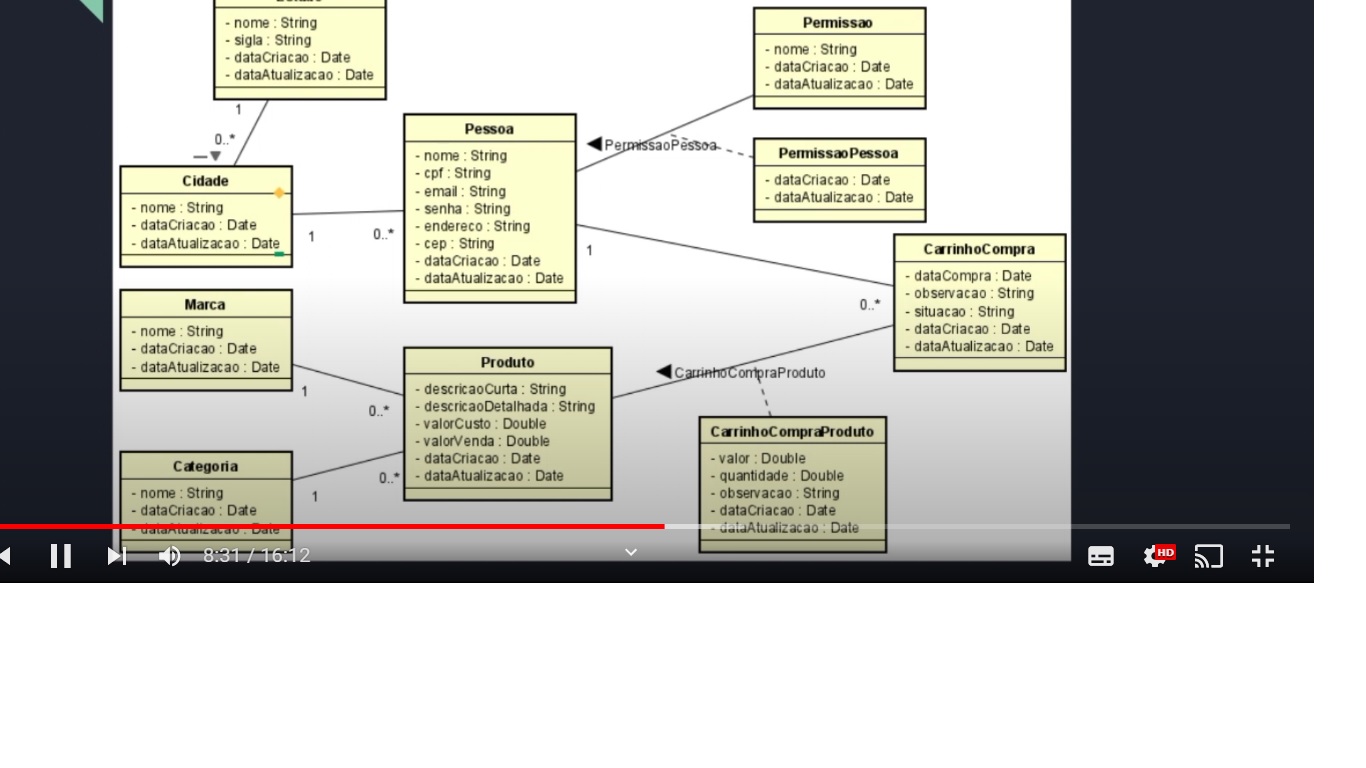 - nome : String
- sigla : String
- dataCriacao : Date
- dataAtualizacao : Date
1
0..*
Cidade
- nome : String
- dataCriacao : Date
- dataAtualizacao : Date
1
0..*
Pessoa
- nome : String
- cpf : String
- email : String
- senha : String
- endereco : String
- cep : String
- dataCriacao : Date
- dataAtualizacao : Date
Permissao
- nome : String
- dataCriacao : Date
- dataAtualizacao : Date
PermissaoPessoa
PermissaoPessoa
- dataCriacao : Date
- dataAtualizacao : Date
1
0..*
CarrinhoCompra
- dataCompra : Date
- observacao : String
- situacao : String
- dataCriacao : Date
- dataAtualizacao : Date
Marca
- nome : String
- dataCriacao : Date
- dataAtualizacao : Date
1
0..*
Produto
- descricaoCurta : String
- descricaoDetalhada : String
- valorCusto : Double
- valorVenda : Double
- dataCriacao : Date
- dataAtualizacao : Date
CarrinhoCompraProduto
CarrinhoCompraProduto
- valor : Double
- quantidade : Double
- observacao : String
- dataCriacao : Date
- dataAtualizacao : Date
Categoria
- nome : String
- dataCriacao : Date
- dataAtualizacao : Date
1
0..*
8:31 / 16:12
HD